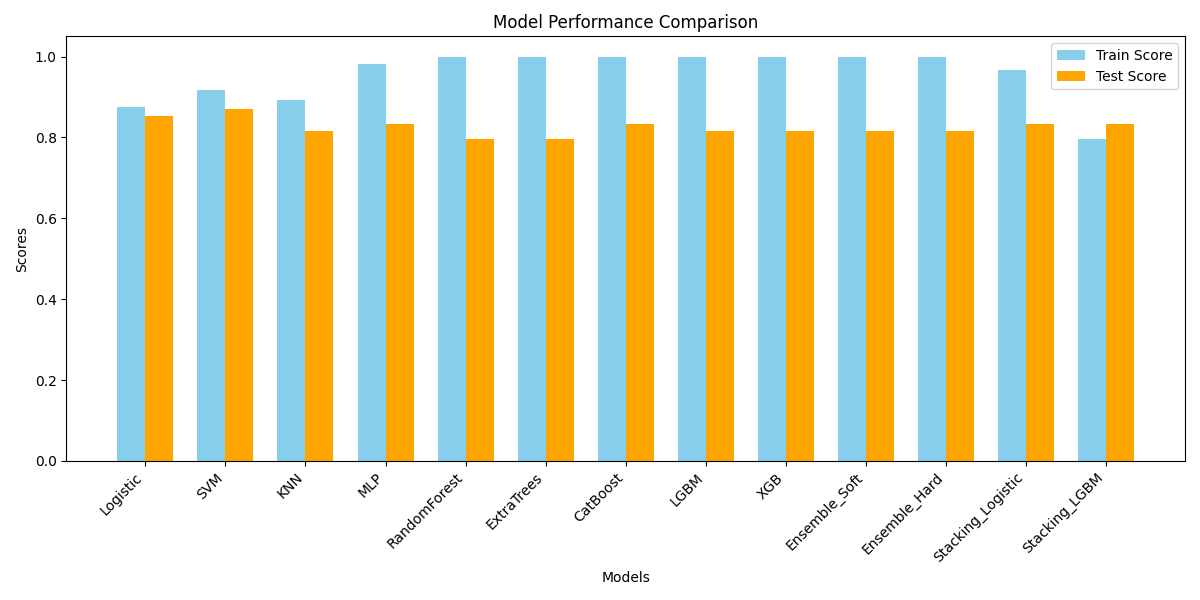 Model Performance Comparison
Train Score
Test Score
Scores
1.0
0.8
0.6
0.4
0.2
0.0
Logistic
SVM
KNN
MLP
RandomForest
ExtraTrees
CatBoost
LGBM
XGB
Ensemble_Soft
Ensemble_Hard
Stacking_Logistic
Stacking_LGBM
Models